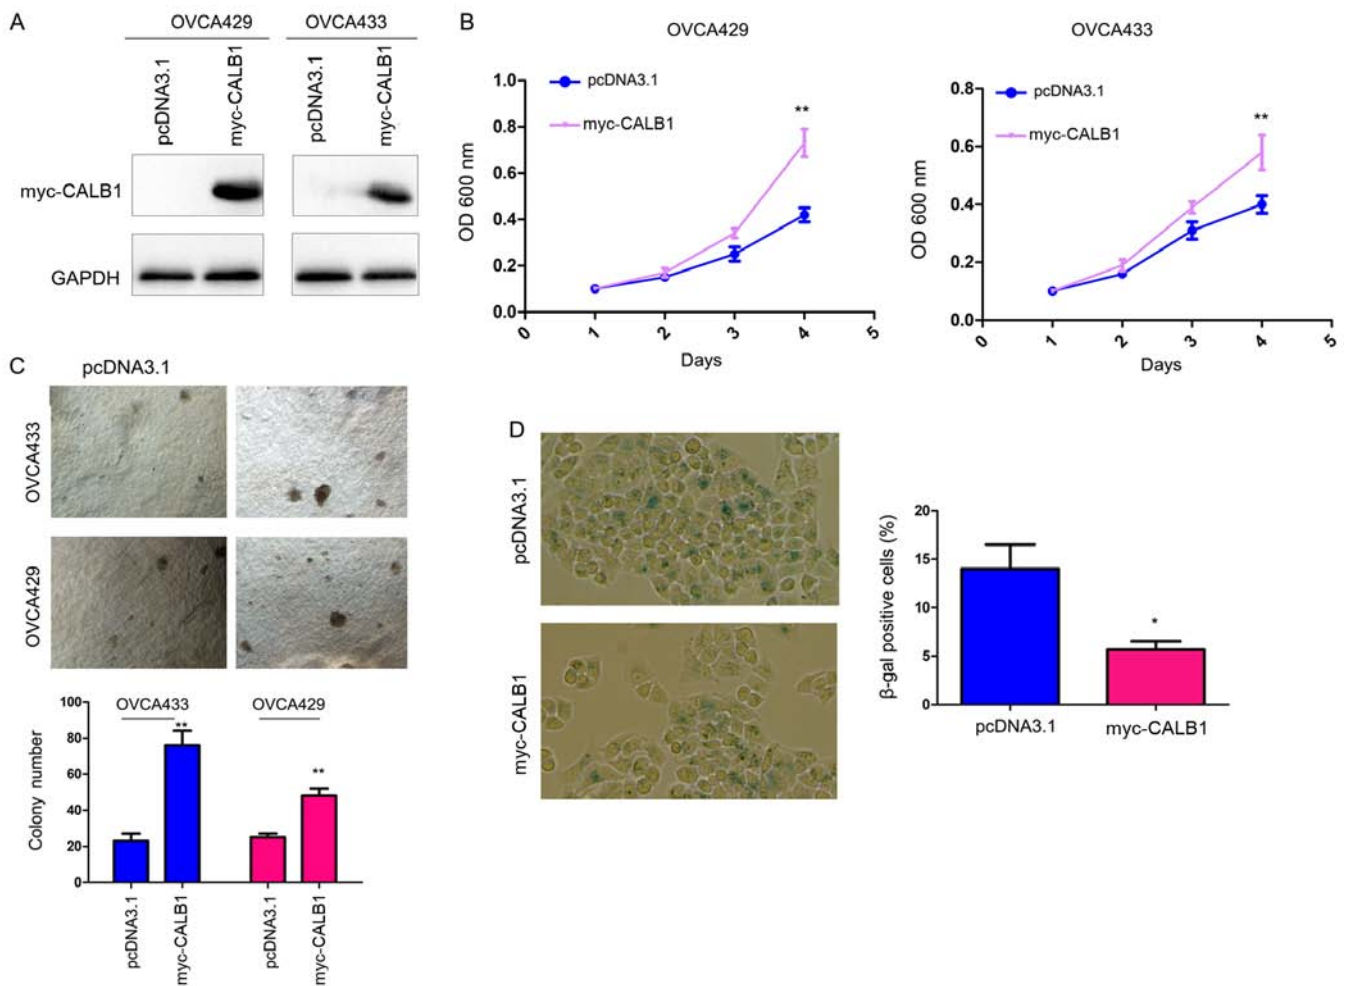 A
OVCA429
OVCA433
pcDNA3.1
myc-CALB1
pcDNA3.1
myc-CALB1
myc-CALB1
GAPDH
B
OVCA429
pcDNA3.1
myc-CALB1
**
OD 600 nm
1.0
0.8
0.6
0.4
0.2
0.0
0
1
2
3
4
5
Days
OVCA433
pcDNA3.1
myc-CALB1
**
OD 600 nm
0.8
0.6
0.4
0.2
0.0
0
1
2
3
4
5
Days
C
pcDNA3.1
OVCA433
OVCA429
OVCA433
OVCA429
**
**
Colony number
100
80
60
40
20
0
pcDNA3.1
myc-CALB1
pcDNA3.1
myc-CALB1
D
pcDNA3.1
myc-CALB1
β-gal positive cells (%)
20
15
10
5
0
*
pcDNA3.1
myc-CALB1